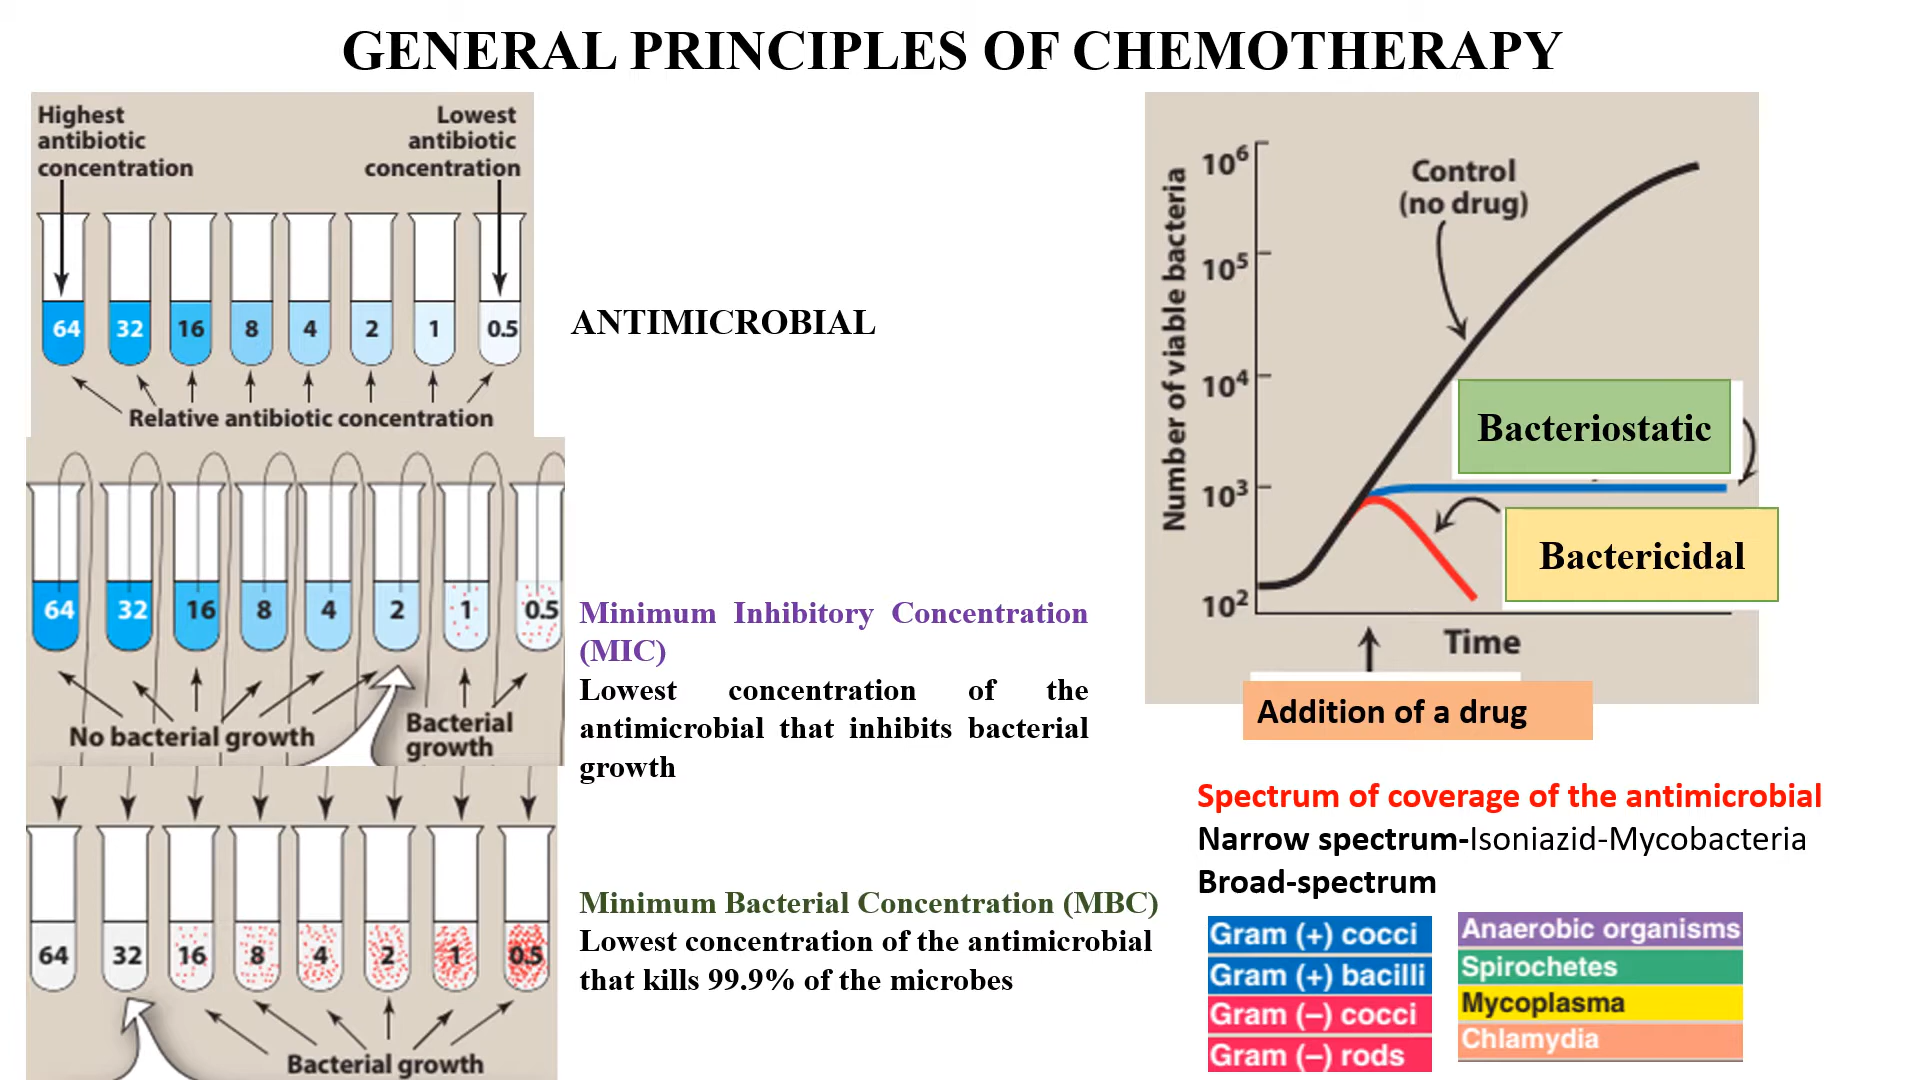 GENERAL PRINCIPLES OF CHEMOTHERAPY
Highest
antibiotic
concentration
Lowest
antibiotic
concentration
64 32 16 8 4 2 1 0.5
Relative antibiotic concentration
ANTIMICROBIAL
64 32 16 8 4 2 1 0.5
No bacterial growth
Bacterial
growth
Minimum Inhibitory Concentration
(MIC)
Lowest concentration of the
antimicrobial that inhibits bacterial
growth
64 32 16 8 4 2 1 0.5
Bacterial growth
Minimum Bacterial Concentration (MBC)
Lowest concentration of the antimicrobial
that kills 99.9% of the microbes
Number of viable bacteria
10⁶
10⁵
10⁴
10³
10²
Control
(no drug)
Bacteriostatic
Bactericidal
Time
Addition of a drug
Spectrum of coverage of the antimicrobial
Narrow spectrum-Isoniazid-Mycobacteria
Broad-spectrum
Gram (+) cocci
Gram (+) bacilli
Gram (–) cocci
Gram (–) rods
Anaerobic organisms
Spirochetes
Mycoplasma
Chlamydia